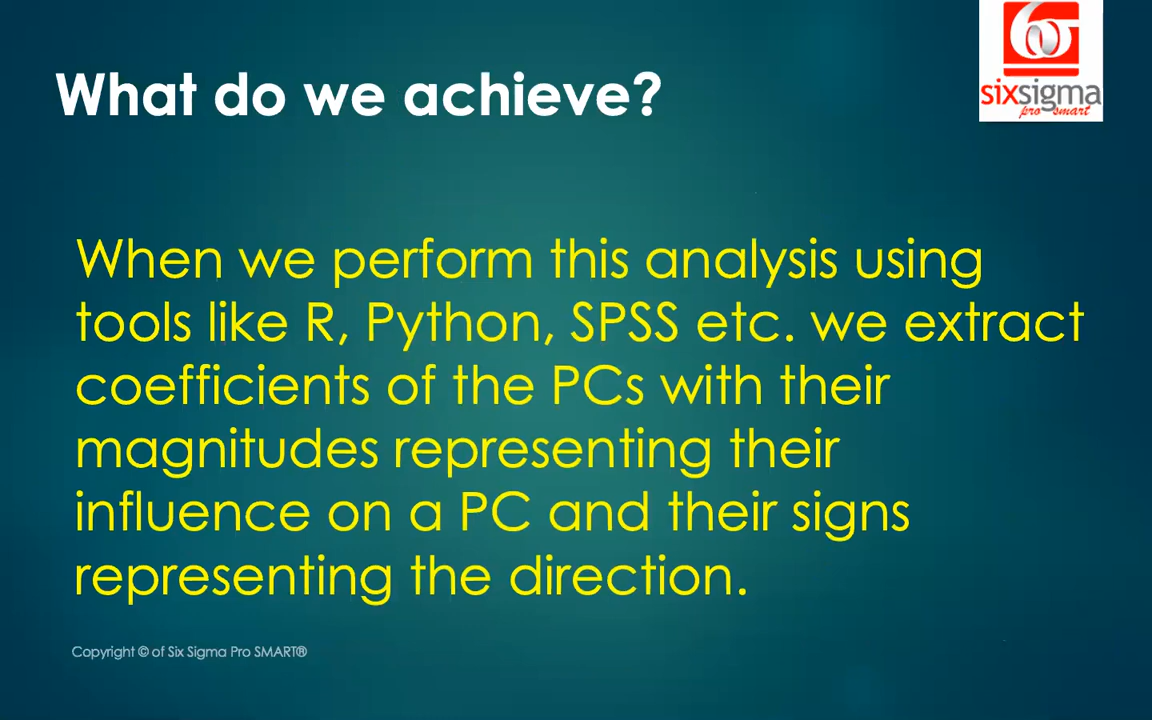 What do we achieve?
sixsigma
pro smart
When we perform this analysis using
tools like R, Python, SPSS etc. we extract
coefficients of the PCs with their
magnitudes representing their
influence on a PC and their signs
representing the direction.
Copyright © of Six Sigma Pro SMART®